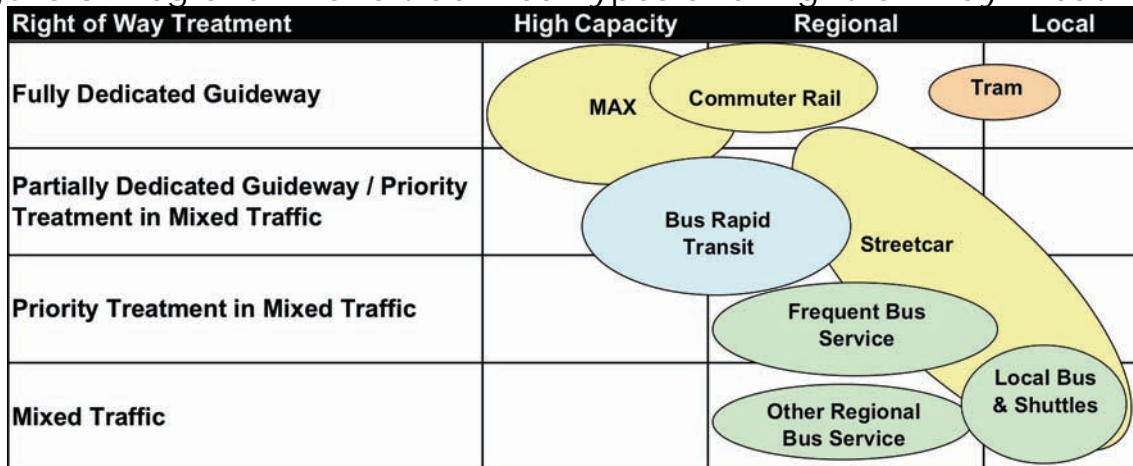 Right of Way Treatment High Capacity Regional Local
Fully Dedicated Guideway
MAX
Commuter Rail
Tram
Partially Dedicated Guideway / Priority
Treatment in Mixed Traffic
Bus Rapid
Transit
Streetcar
Priority Treatment in Mixed Traffic
Frequent Bus
Service
Mixed Traffic
Other Regional
Bus Service
Local Bus
& Shuttles